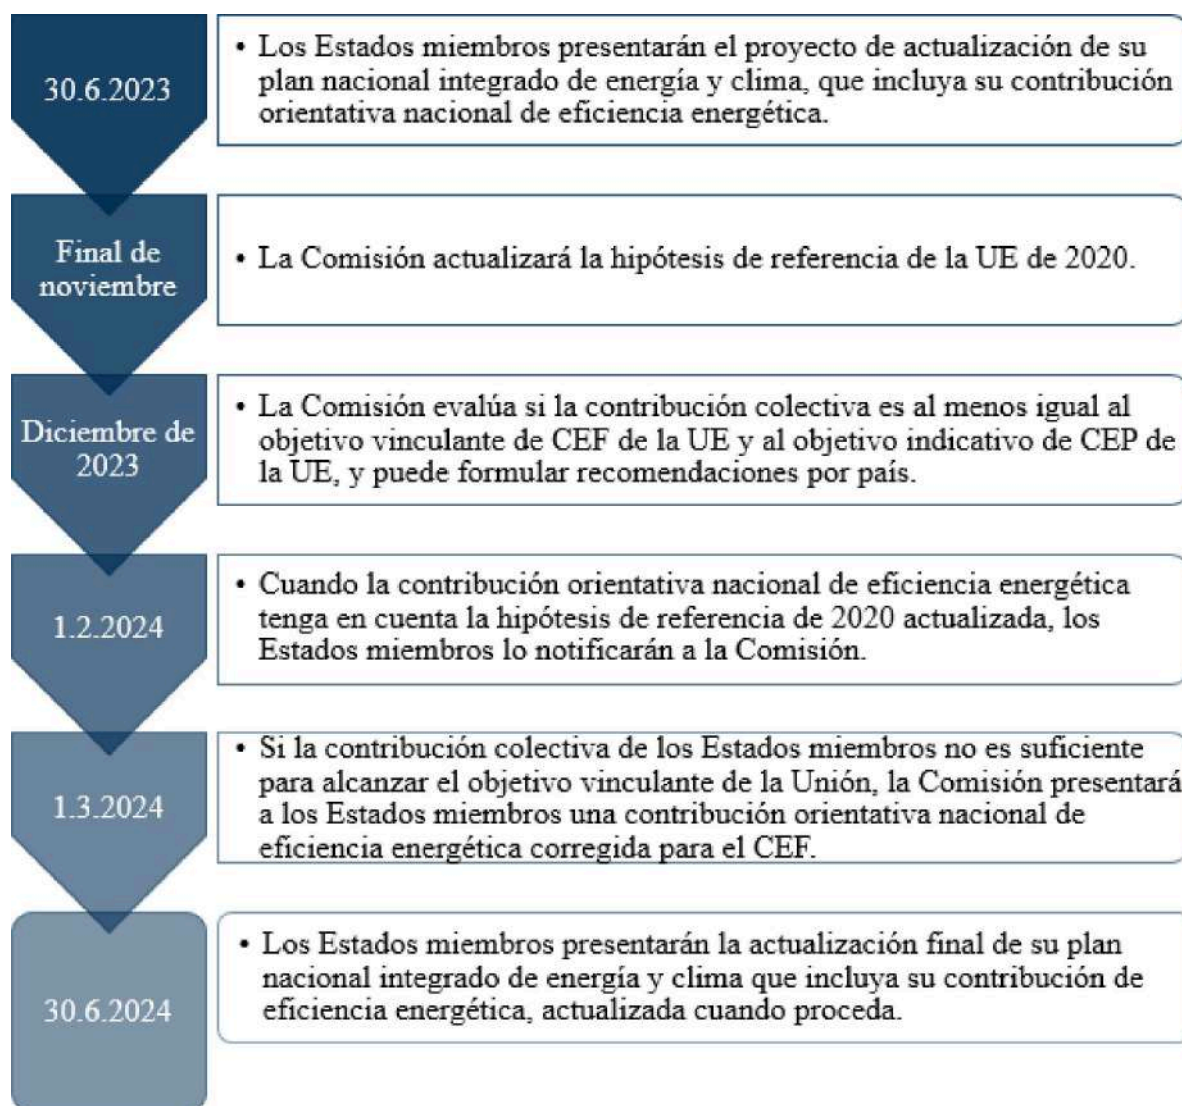 30.6.2023
• Los Estados miembros presentarán el proyecto de actualización de su
plan nacional integrado de energía y clima, que incluya su contribución
orientativa nacional de eficiencia energética.
Final de
noviembre
• La Comisión actualizará la hipótesis de referencia de la UE de 2020.
Diciembre de
2023
• La Comisión evalúa si la contribución colectiva es al menos igual al
objetivo vinculante de CEF de la UE y al objetivo indicativo de CEP de
la UE, y puede formular recomendaciones por país.
1.2.2024
• Cuando la contribución orientativa nacional de eficiencia energética
tenga en cuenta la hipótesis de referencia de 2020 actualizada, los
Estados miembros lo notificarán a la Comisión.
1.3.2024
• Si la contribución colectiva de los Estados miembros no es suficiente
para alcanzar el objetivo vinculante de la Unión, la Comisión presentará
a los Estados miembros una contribución orientativa nacional de
eficiencia energética corregida para el CEF.
30.6.2024
• Los Estados miembros presentarán la actualización final de su plan
nacional integrado de energía y clima que incluya su contribución de
eficiencia energética, actualizada cuando proceda.